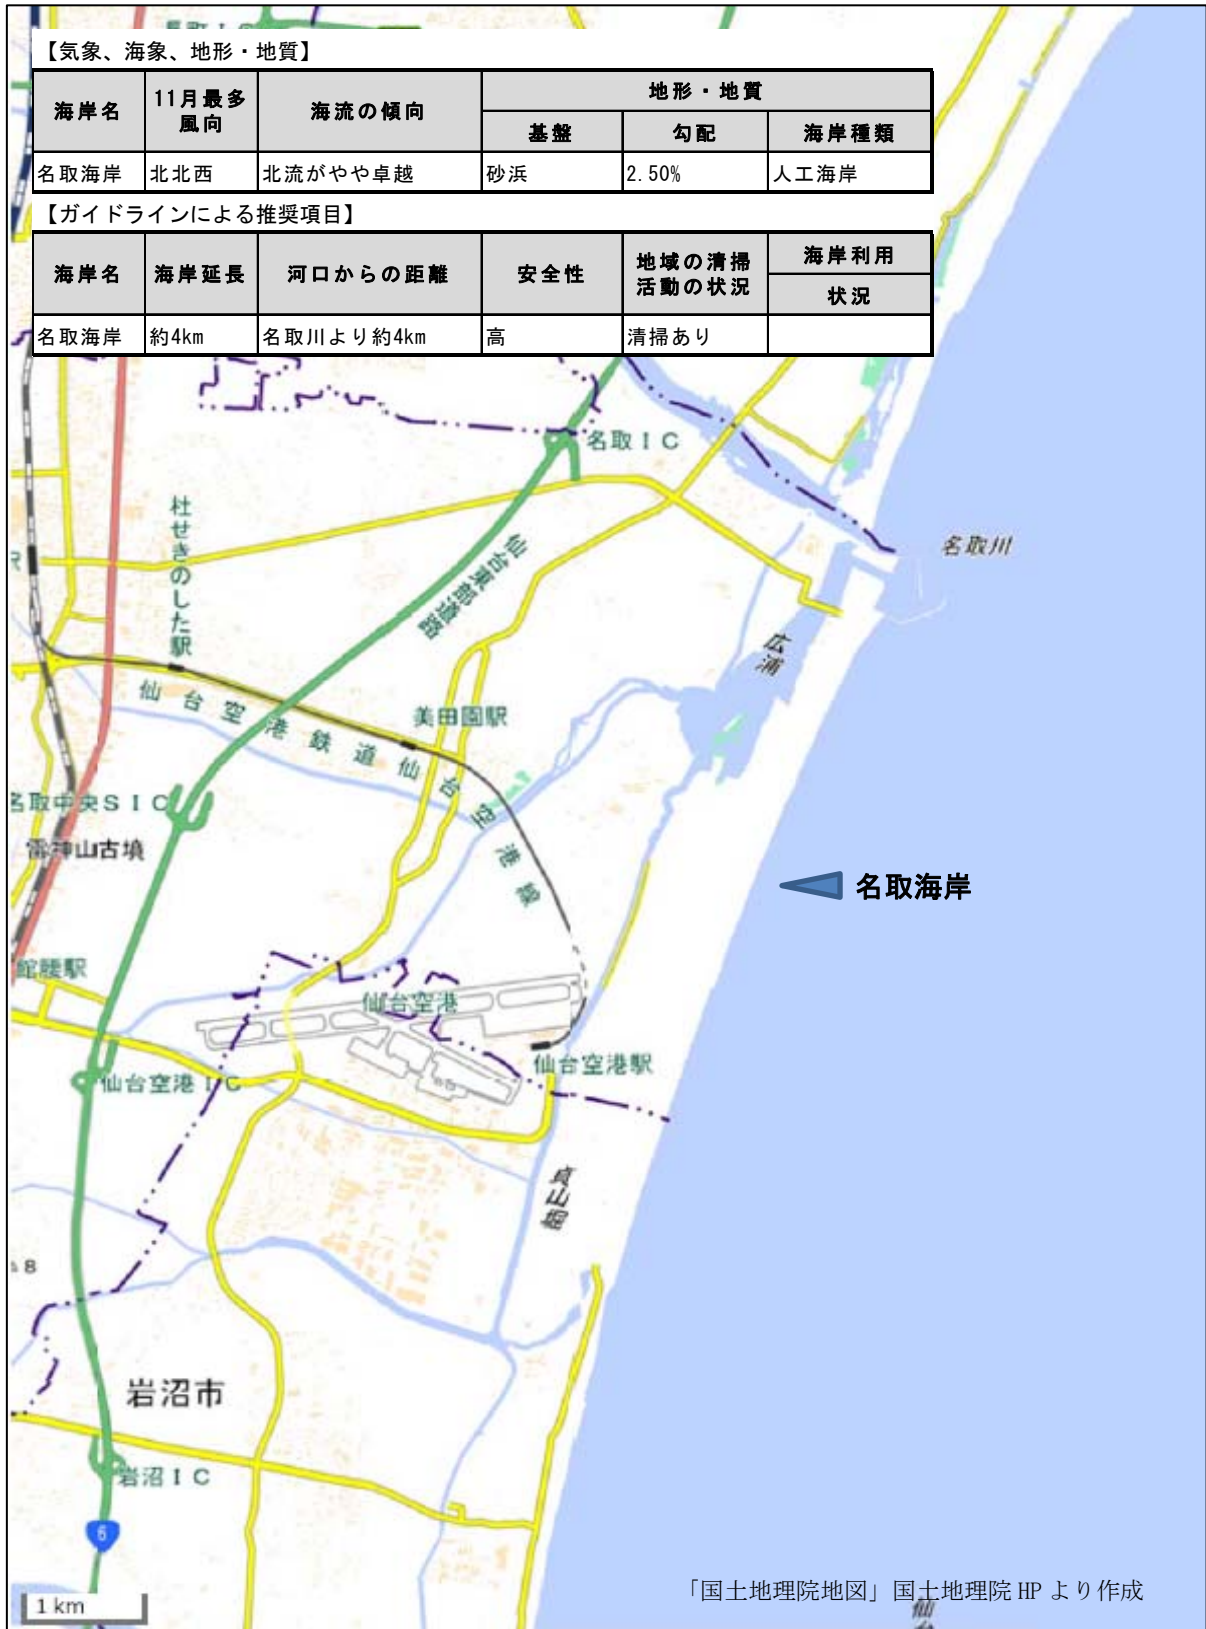 【気象、海象、地形・地質】
海岸名 11月最多風向 海流の傾向 地形・地質
基盤 勾配 海岸種類
名取海岸 北北西 北流がやや卓越 砂浜 2.50% 人工海岸
【ガイドラインによる推奨項目】
海岸名 海岸延長 河口からの距離 安全性 地域の清掃活動の状況 海岸利用
状況
名取海岸 約4km 名取川より約4km 高 清掃あり
名取IC
杜せきのした駅
仙台東部道路
名取川
広浦
仙台空港鉄道仙台空港線
美田園駅
名取中央SIC
雷神山古墳
名取海岸
館腰駅
仙台空港
仙台空港駅
仙台空港IC
貞山堀
8
岩沼市
岩沼IC
6
1 km
「国土地理院地図」国土地理院 HP より作成
仙